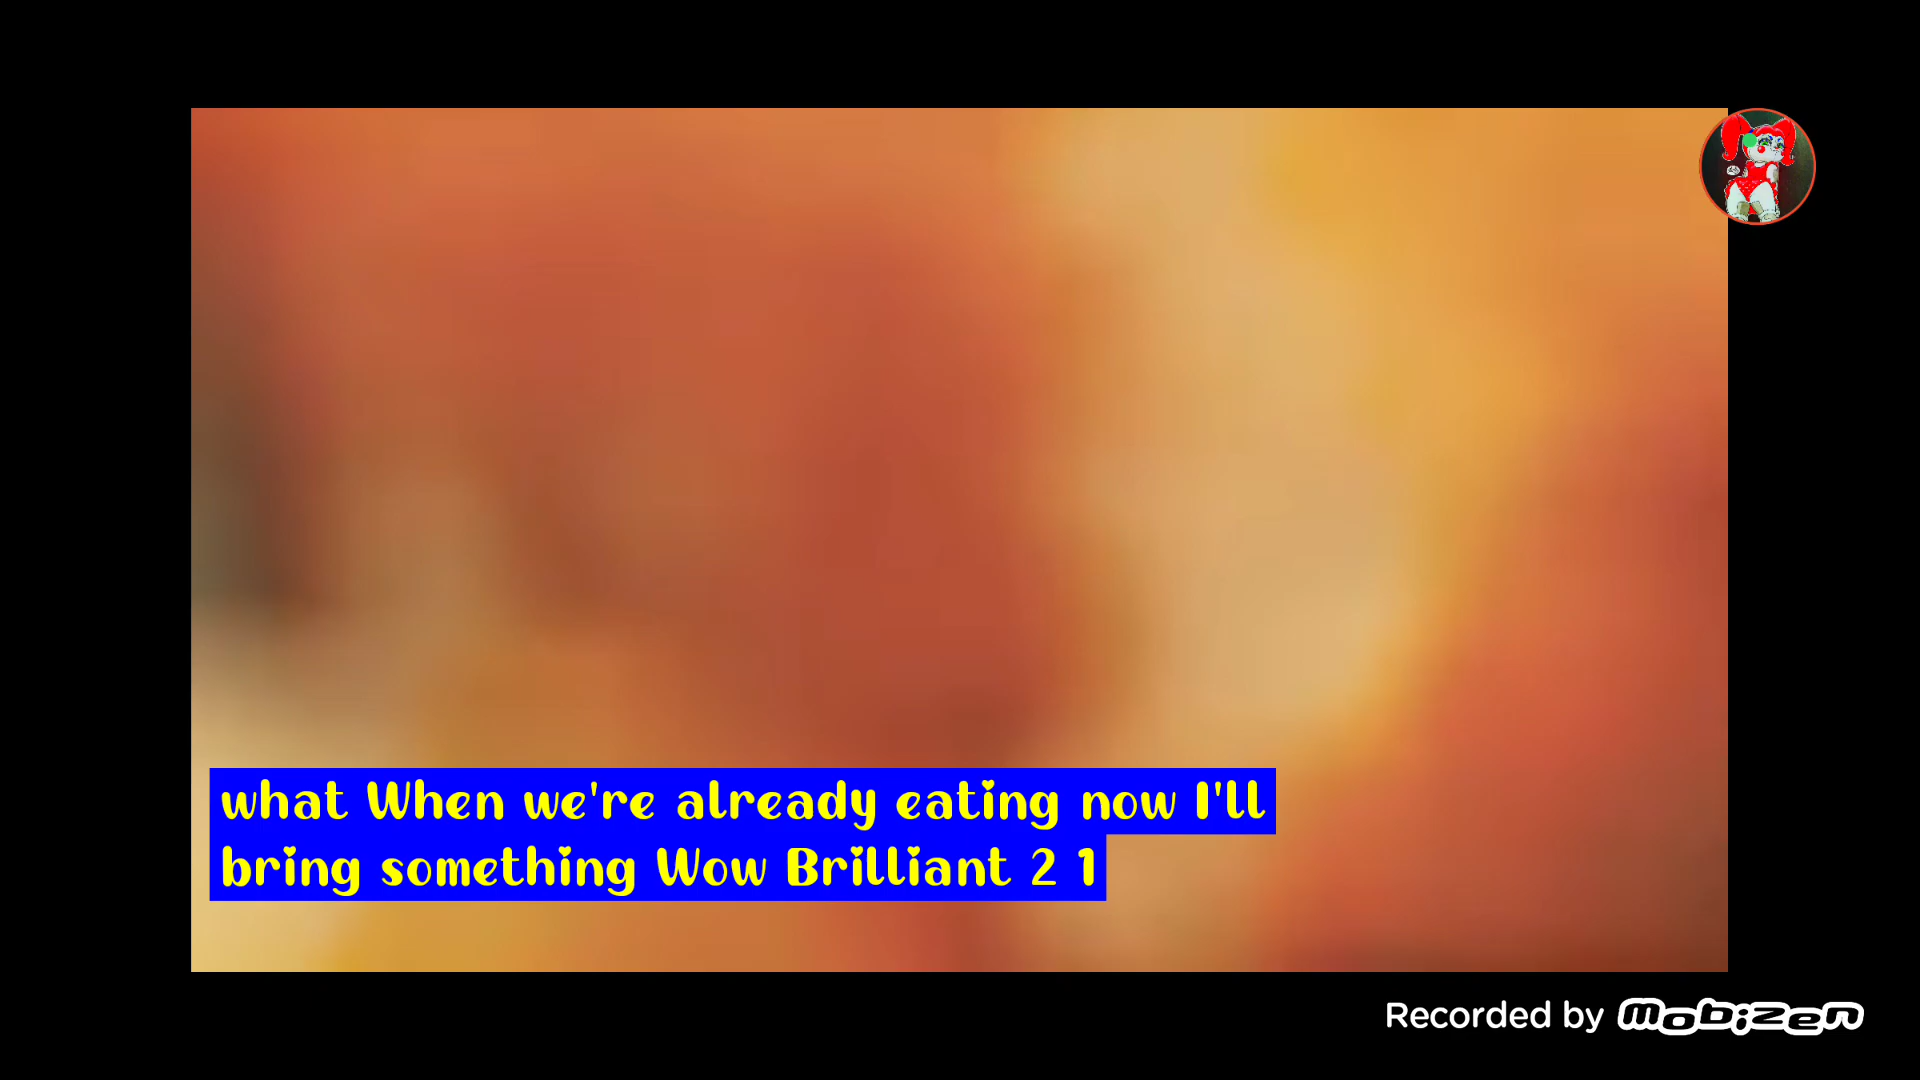 what When we're already eating now I'll
bring something Wow Brilliant 2 1
Recorded by mobizen